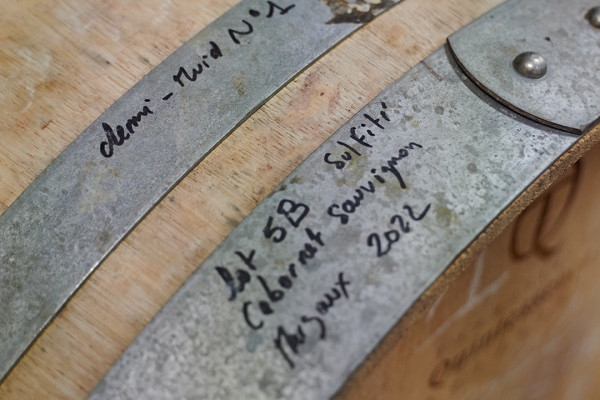 demi-muid N°1
lot 5B Sulfité
Cabernet Sauvignon
2022